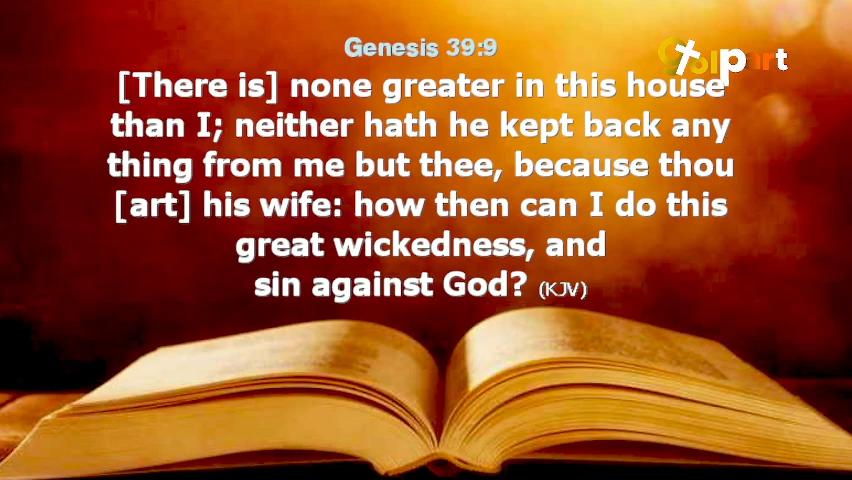 Genesis 39:9
[There is] none greater in this house
than I; neither hath he kept back any
thing from me but thee, because thou
[art] his wife: how then can I do this
great wickedness, and
sin against God? (KJV)